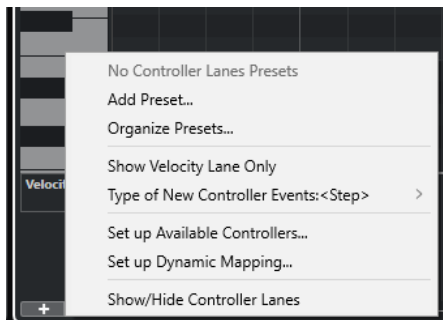 No Controller Lanes Presets
Add Preset...
Organize Presets...
Show Velocity Lane Only
Type of New Controller Events:<Step>
Set up Available Controllers...
Set up Dynamic Mapping...
Show/Hide Controller Lanes
+